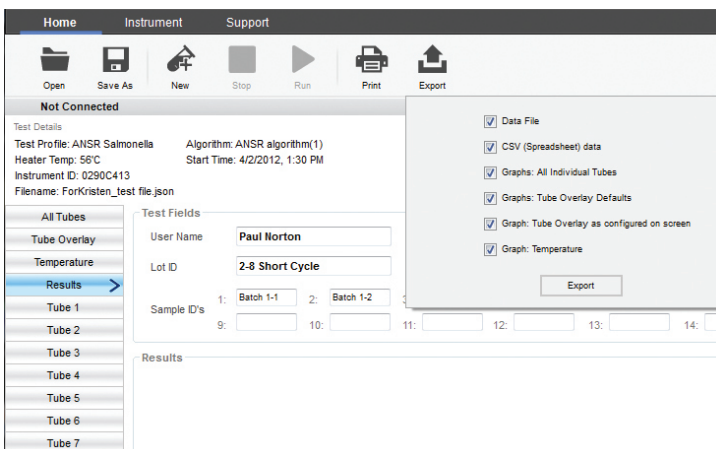 Home Instrument Support
Open Save As New Stop Run Print Export
Not Connected
Test Details
Test Profile: ANSR Salmonella Algorithm: ANSR algorithm(1)
Heater Temp: 56'C Start Time: 4/2/2012, 1:30 PM
Instrument ID: 0290C413
Filename: ForKristen_test file.json
Data File
CSV (Spreadsheet) data
Graphs: All Individual Tubes
Graphs: Tube Overlay Defaults
Graph: Tube Overlay as configured on screen
Graph: Temperature
Export
All Tubes
Tube Overlay
Temperature
Results
Tube 1
Tube 2
Tube 3
Tube 4
Tube 5
Tube 6
Tube 7
Test Fields
User Name Paul Norton
Lot ID 2-8 Short Cycle
Sample ID's
1: Batch 1-1 2: Batch 1-2
9: 10: 11: 12: 13: 14:
Results